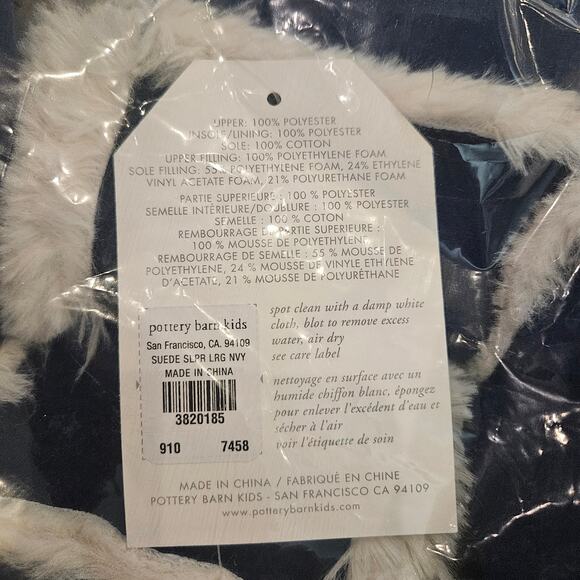 UPPER: 100% POLYESTER
INSOLE/LINING: 100% POLYESTER
SOLE: 100% COTTON
UPPER FILLING: 100% POLYETHYLENE FOAM
SOLE FILLING: 55% POLYETHYLENE FOAM, 24% ETHYLENE
VINYL ACETATE FOAM, 21% POLYURETHANE FOAM
PARTIE SUPERIEURE : 100 % POLYESTER
SEMELLE INTÉRIEURE/DOUBLURE : 100 % POLYESTER
SEMELLE : 100 % COTON
REMBOURRAGE DE PARTIE SUPERIEURE :
100 % MOUSSE DE POLYETHYLENE
REMBOURRAGE DE SEMELLE : 55 % MOUSSE DE
POLYETHYLENE, 24 % MOUSSE DE VINYLE ETHYLENE
D'ACETATE, 21 % MOUSSE DE POLYURÉTHANE
pottery barn kids
San Francisco, CA. 94109
SUEDE SLPR LRG NVY
MADE IN CHINA
3820185
910 7458
spot clean with a damp white
cloth, blot to remove excess
water, air dry
see care label
nettoyage en surface avec un
humide chiffon blanc, épongez
pour enlever l'excédent d'eau et
sécher à l'air
voir l'étiquette de soin
MADE IN CHINA / FABRIQUÉ EN CHINE
POTTERY BARN KIDS - SAN FRANCISCO CA 94109
www.potterybarnkids.com